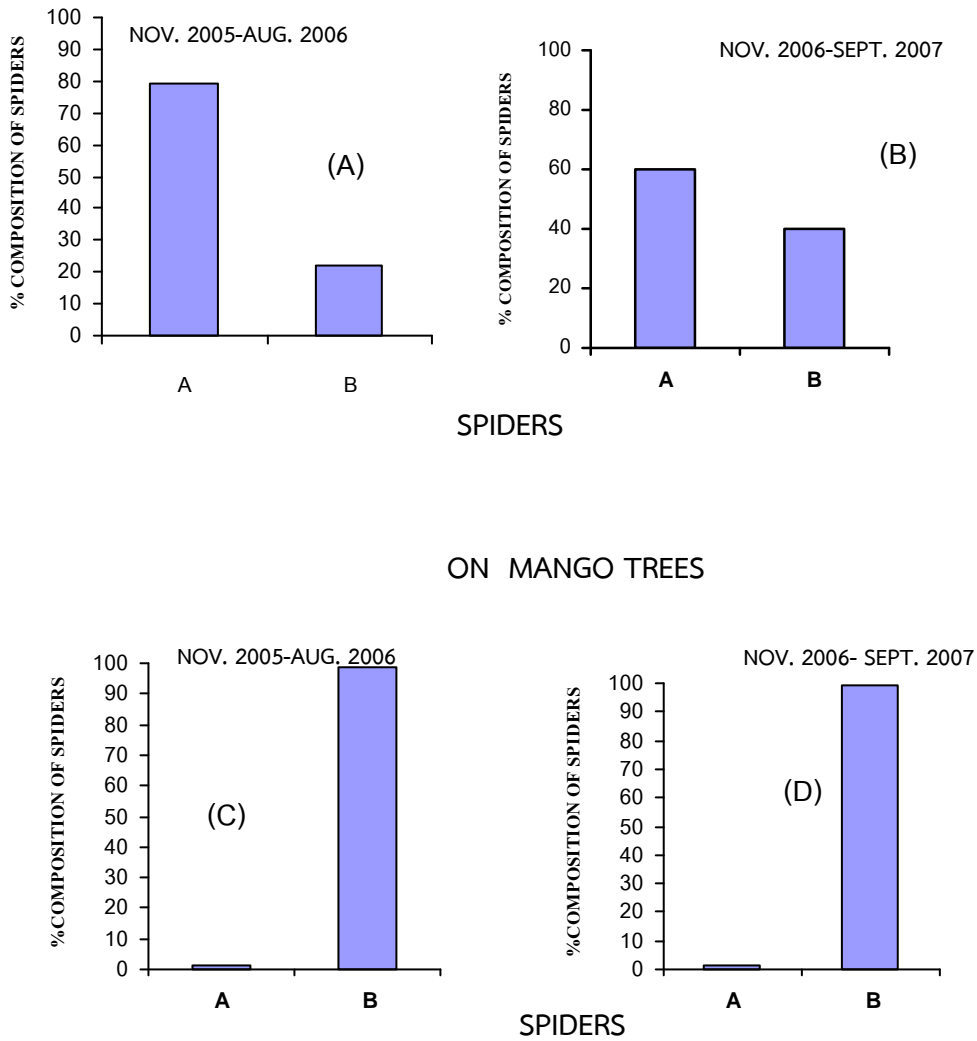 NOV. 2005-AUG. 2006
% COMPOSITION OF SPIDERS
100
90
80
70
60
50
40
30
20
10
0
(A)
A B
NOV. 2006-SEPT. 2007
% COMPOSITION OF SPIDERS
100
80
60
40
20
0
(B)
A B
SPIDERS
ON MANGO TREES
NOV. 2005-AUG. 2006
%COMPOSITION OF SPIDERS
100
90
80
70
60
50
40
30
20
10
0
(C)
A B
NOV. 2006- SEPT. 2007
%COMPOSITION OF SPIDERS
100
90
80
70
60
50
40
30
20
10
0
(D)
A B
SPIDERS